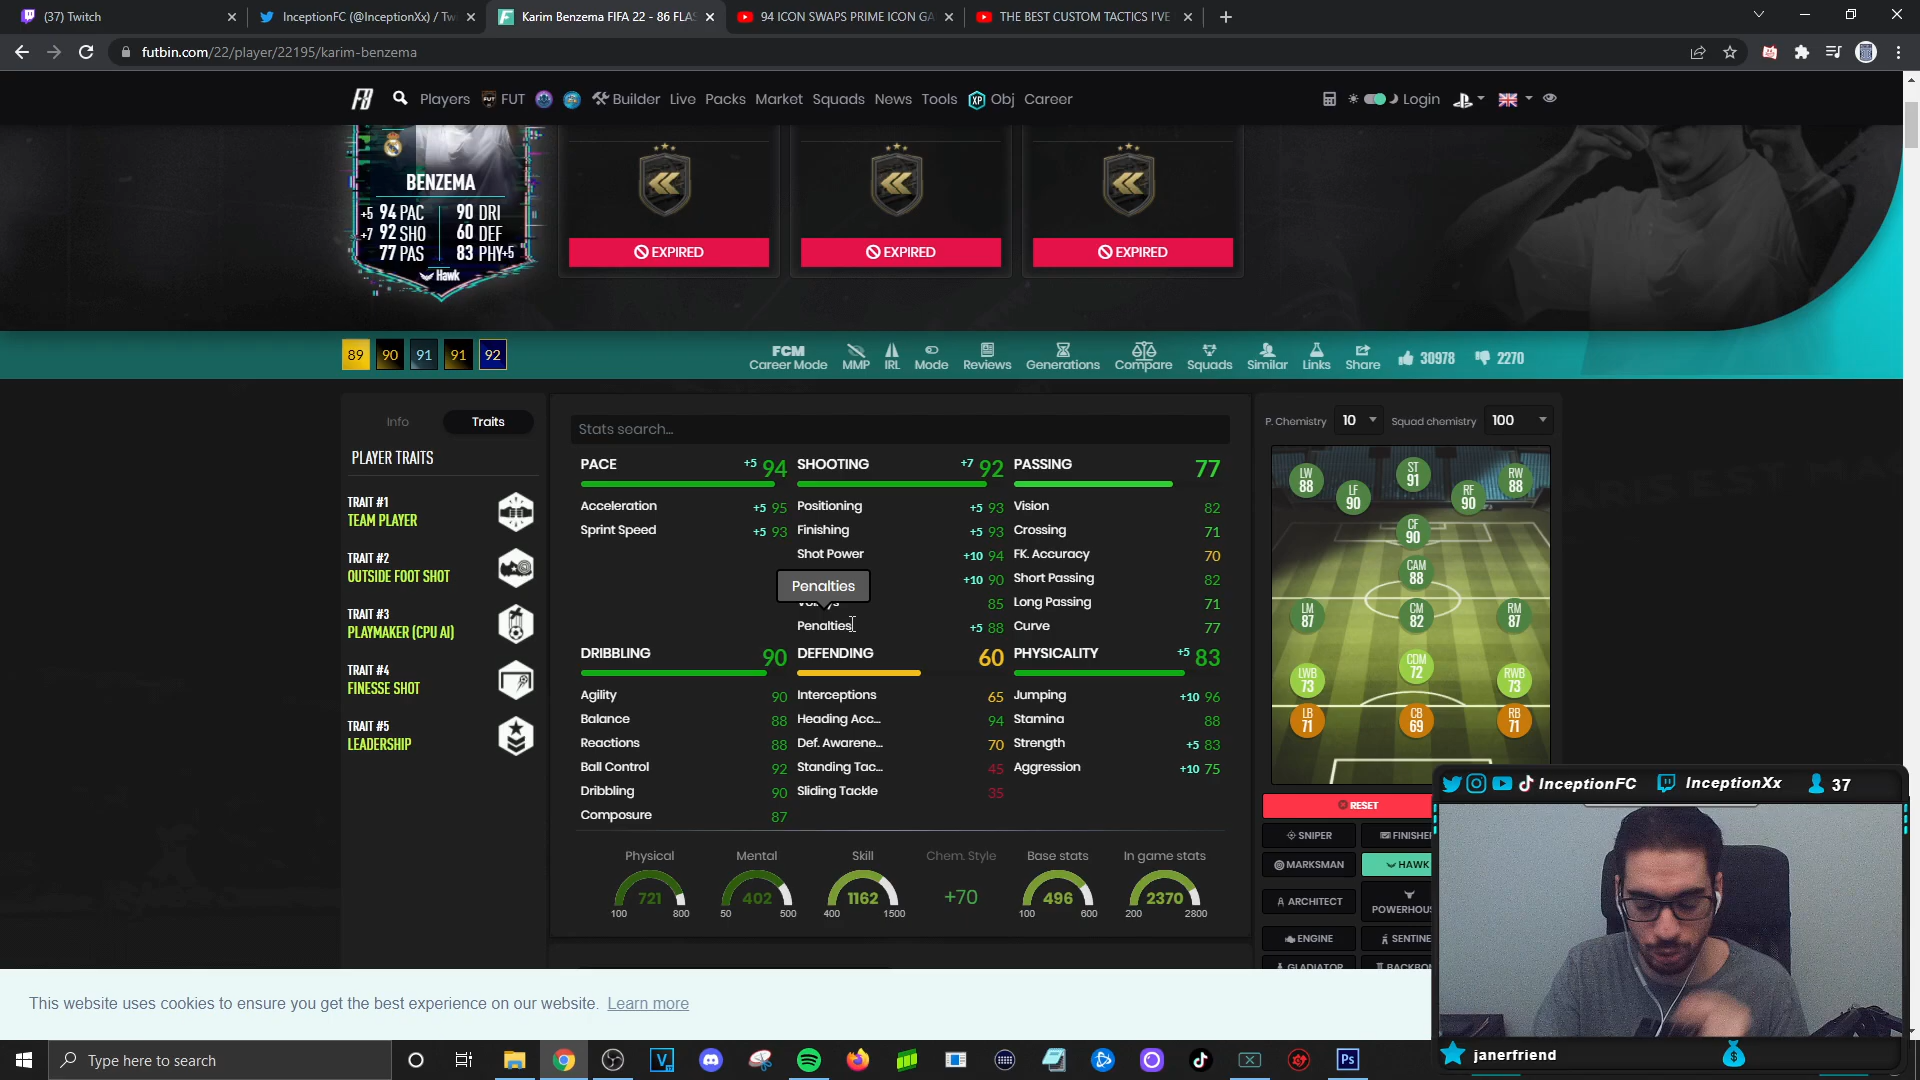 (37) Twitch
InceptionFC (@InceptionXx) / Tw
Karim Benzema FIFA 22 - 86 FLAS
94 ICON SWAPS PRIME ICON GA
THE BEST CUSTOM TACTICS I'VE
futbin.com/22/player/22195/karim-benzema
Players FUT Builder Live Packs Market Squads News Tools XP Obj Career
Login
BENZEMA
+5 94 PAC 90 DRI
+7 92 SHO 60 DEF
77 PAS 83 PHY+5
Hawk
EXPIRED EXPIRED EXPIRED
89 90 91 91 92
FCM
Career Mode MMP IRL Mode Reviews Generations Compare Squads Similar Links Share 30978 2270
Info Traits
PLAYER TRAITS
TRAIT #1
TEAM PLAYER
TRAIT #2
OUTSIDE FOOT SHOT
TRAIT #3
PLAYMAKER (CPU AI)
TRAIT #4
FINESSE SHOT
TRAIT #5
LEADERSHIP
Stats search...
PACE +5 94
Acceleration +5 95
Sprint Speed +5 93
SHOOTING +7 92
Positioning +5 93
Finishing +5 93
Shot Power +10 94
Penalties
+10 90
85
Penalties +5 88
PASSING 77
Vision 82
Crossing 71
FK. Accuracy 70
Short Passing 82
Long Passing 71
Curve 77
DRIBBLING 90
Agility 90
Balance 88
Reactions 88
Ball Control 92
Dribbling 90
Composure 87
DEFENDING 60
Interceptions 65
Heading Acc... 94
Def. Awarene... 70
Standing Tac... 45
Sliding Tackle 35
PHYSICALITY +5 83
Jumping +10 96
Stamina 88
Strength +5 83
Aggression +10 75
Physical 721 100 800
Mental 402 50 500
Skill 1162 400 1500
Chem. Style +70
Base stats 496 100 600
In game stats 2370 200 2800
P. Chemistry 10 Squad chemistry 100
LW 88
ST 91
RW 88
LF 90
RF 90
CF 90
CAM 88
LM 87
CM 82
RM 87
CDM 72
LWB 73
RWB 73
LB 71
CB 69
RB 71
RESET
SNIPER FINISHE
MARKSMAN HAWK
ARCHITECT POWERHOU
ENGINE SENTINE
GLADIATOR BACKBO
InceptionFC InceptionXx 37
janerfriend
This website uses cookies to ensure you get the best experience on our website. Learn more
Type here to search